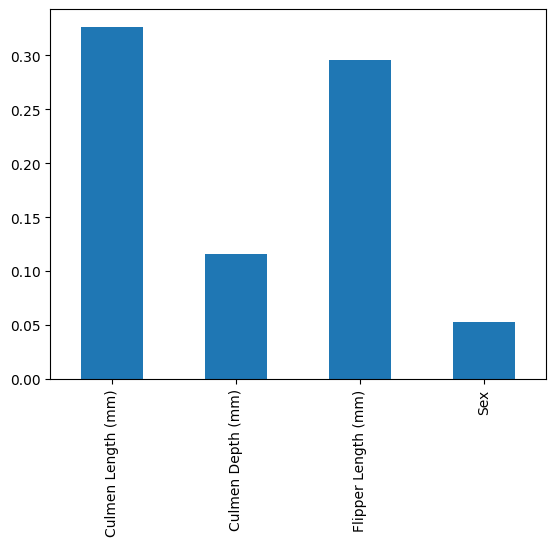 0.30
0.25
0.20
0.15
0.10
0.05
0.00
Culmen Length (mm)
Culmen Depth (mm)
Flipper Length (mm)
Sex